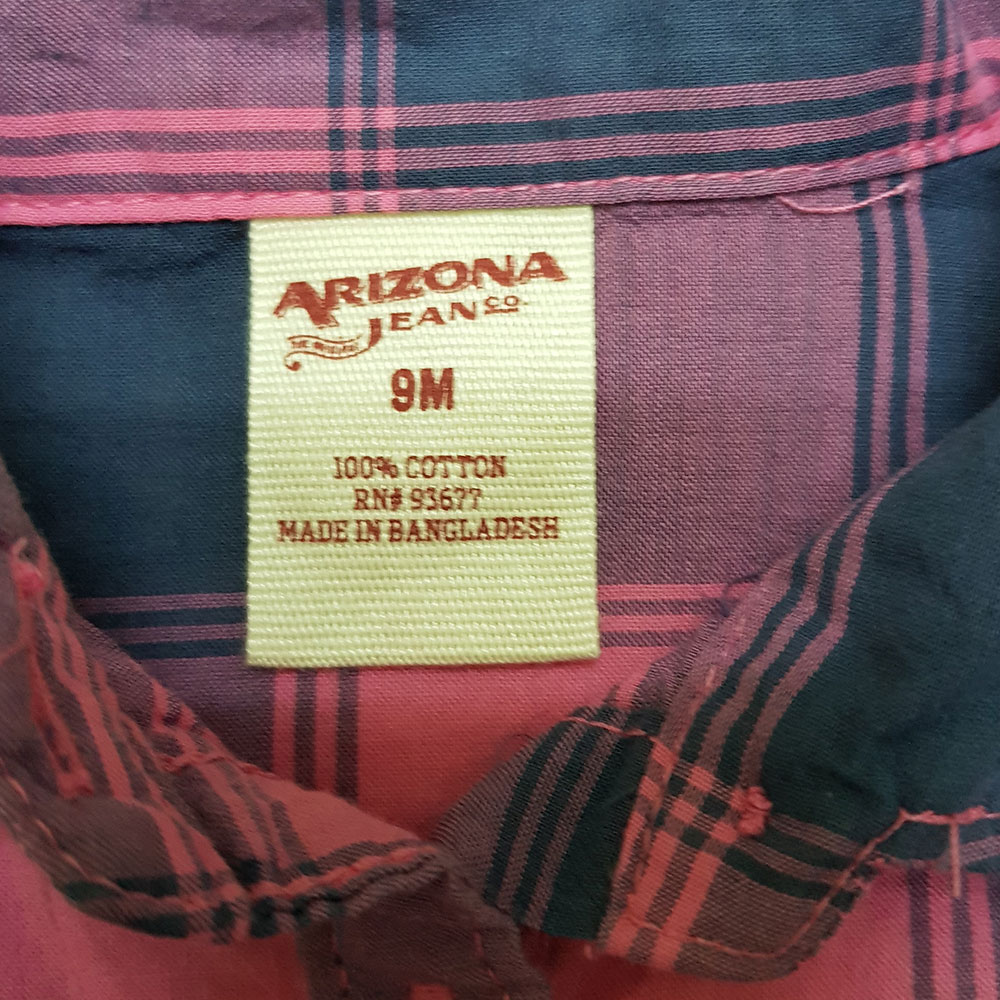 ARIZONA
JEAN CO.
9M
100% COTTON
RN# 93677
MADE IN BANGLADESH